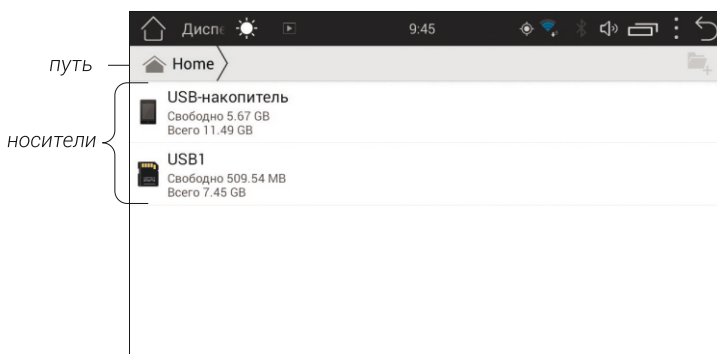 Диспе
9:45
путь
Home
USB-накопитель
Свободно 5.67 GB
Всего 11.49 GB
носители
USB1
Свободно 509.54 MB
Всего 7.45 GB